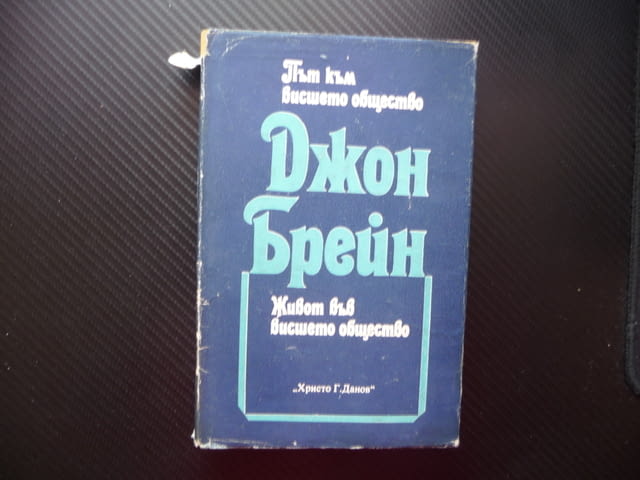 Път към
висшето общество
Джон
Брейн
Живот във
висшето общество
„Христо Г. Данов“